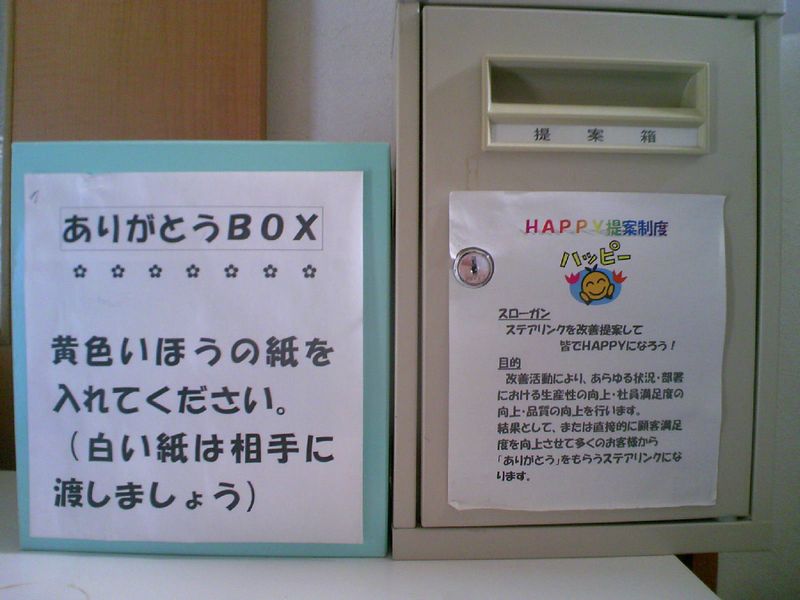 ありがとうBOX
黄色いほうの紙を
入れてください。
(白い紙は相手に
渡しましょう)
提案箱
HAPPY提案制度
ハッピー
スローガン
ステアリンクを改善提案して
皆でHAPPYになろう!
目的
改善活動により、あらゆる状況・部署
における生産性の向上・社員満足度の
向上・品質の向上を行います。
結果として、または直接的に顧客満足
度を向上させて多くのお客様から
「ありがとう」をもらうステアリンクにな
ります。